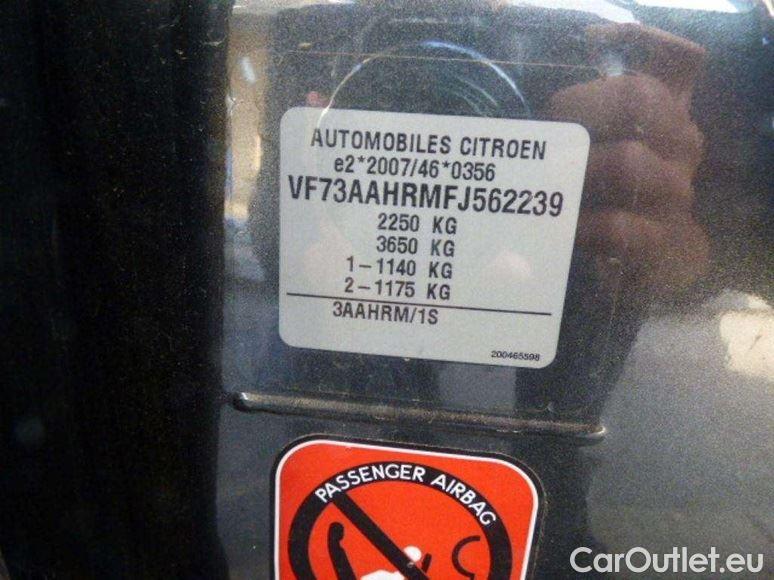 AUTOMOBILES CITROEN
e2*2007/46*0356
VF73AAHRMFJ562239
2250 KG
3650 KG
1-1140 KG
2-1175 KG
3AAHRM/1S
200465598
PASSENGER AIRBAG
CarOutlet.eu